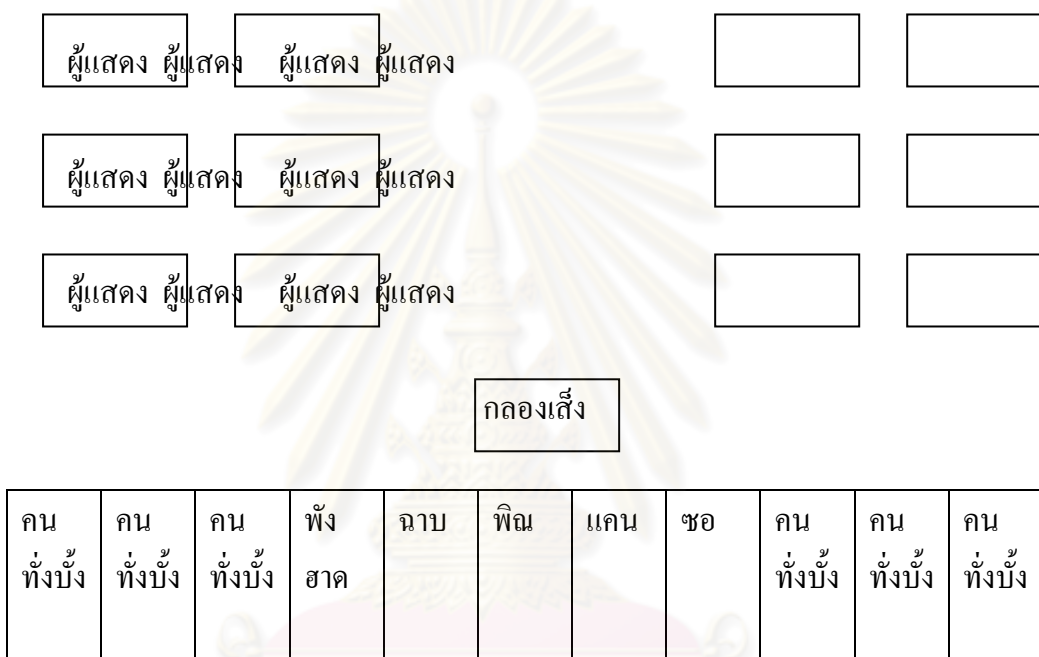 ผู้แสดง ผู้แสดง ผู้แสดง ผู้แสดง
ผู้แสดง ผู้แสดง ผู้แสดง ผู้แสดง
ผู้แสดง ผู้แสดง ผู้แสดง ผู้แสดง
กลองเส็ง
คน คน คน พัง ฉาบ พิณ แคน ซอ คน คน คน
ทั่งบั้ง ทั่งบั้ง ทั่งบั้ง ฮาด ทั่งบั้ง ทั่งบั้ง ทั่งบั้ง